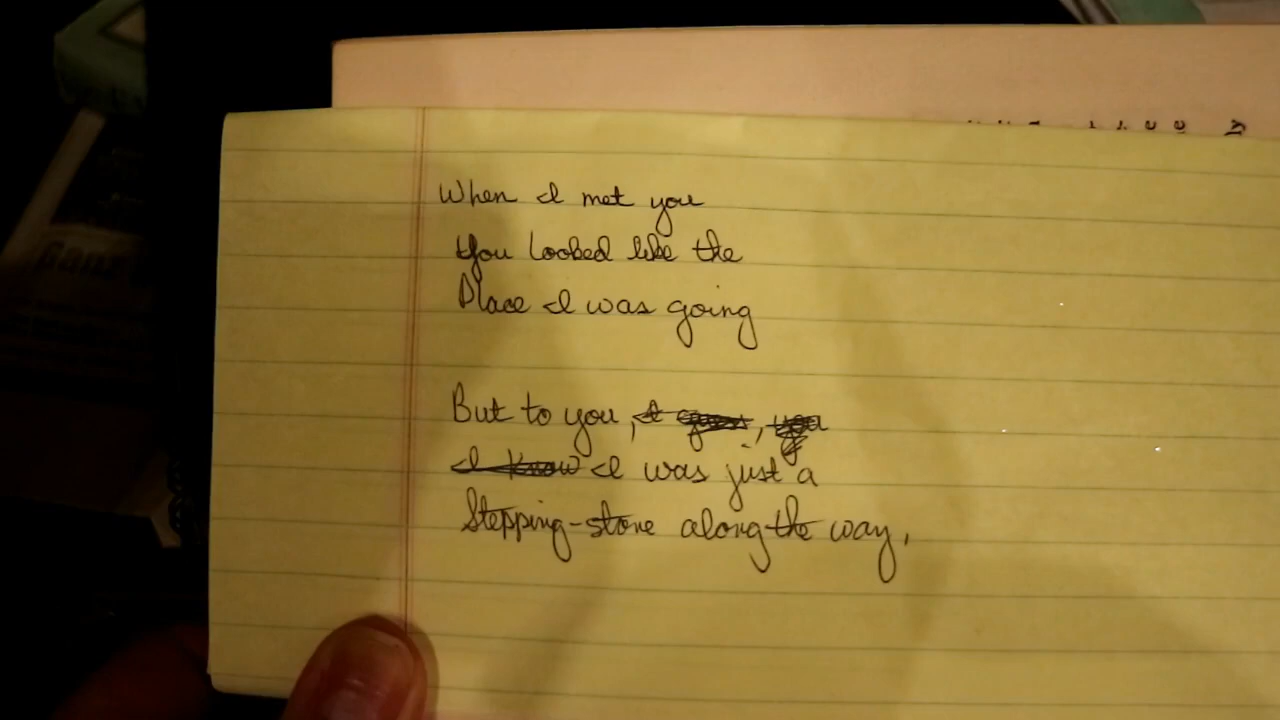 When I met you
You looked like the
Place I was going
But to you,
I know I was just a
Stepping-stone along the way,